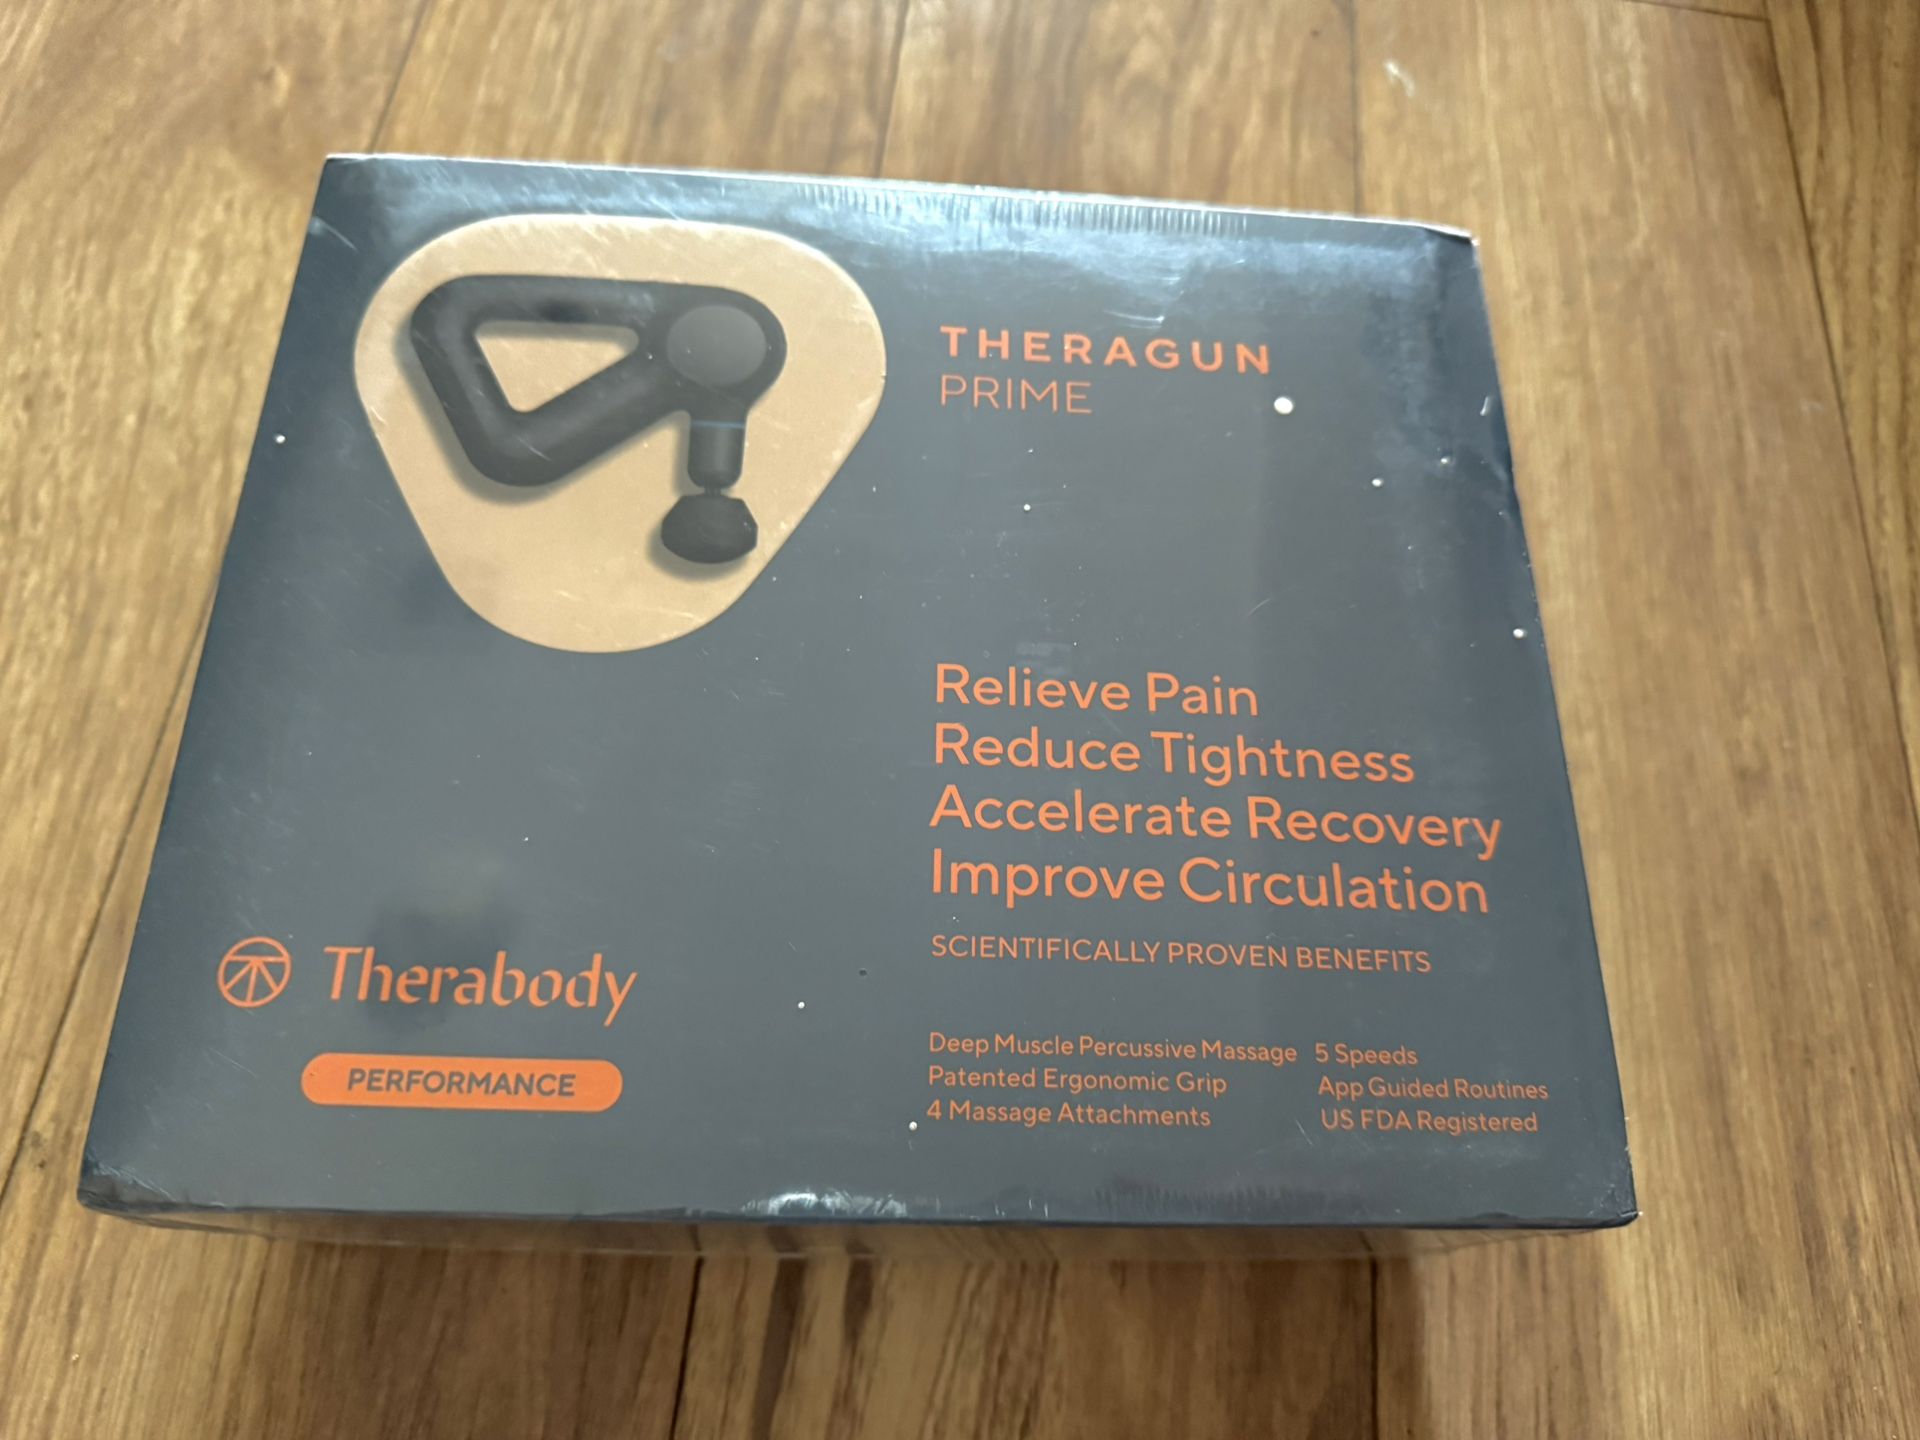 THERAGUN
PRIME
Relieve Pain
Reduce Tightness
Accelerate Recovery
Improve Circulation
SCIENTIFICALLY PROVEN BENEFITS
Deep Muscle Percussive Massage
Patented Ergonomic Grip
4 Massage Attachments
5 Speeds
App Guided Routines
US FDA Registered
Therabody
PERFORMANCE